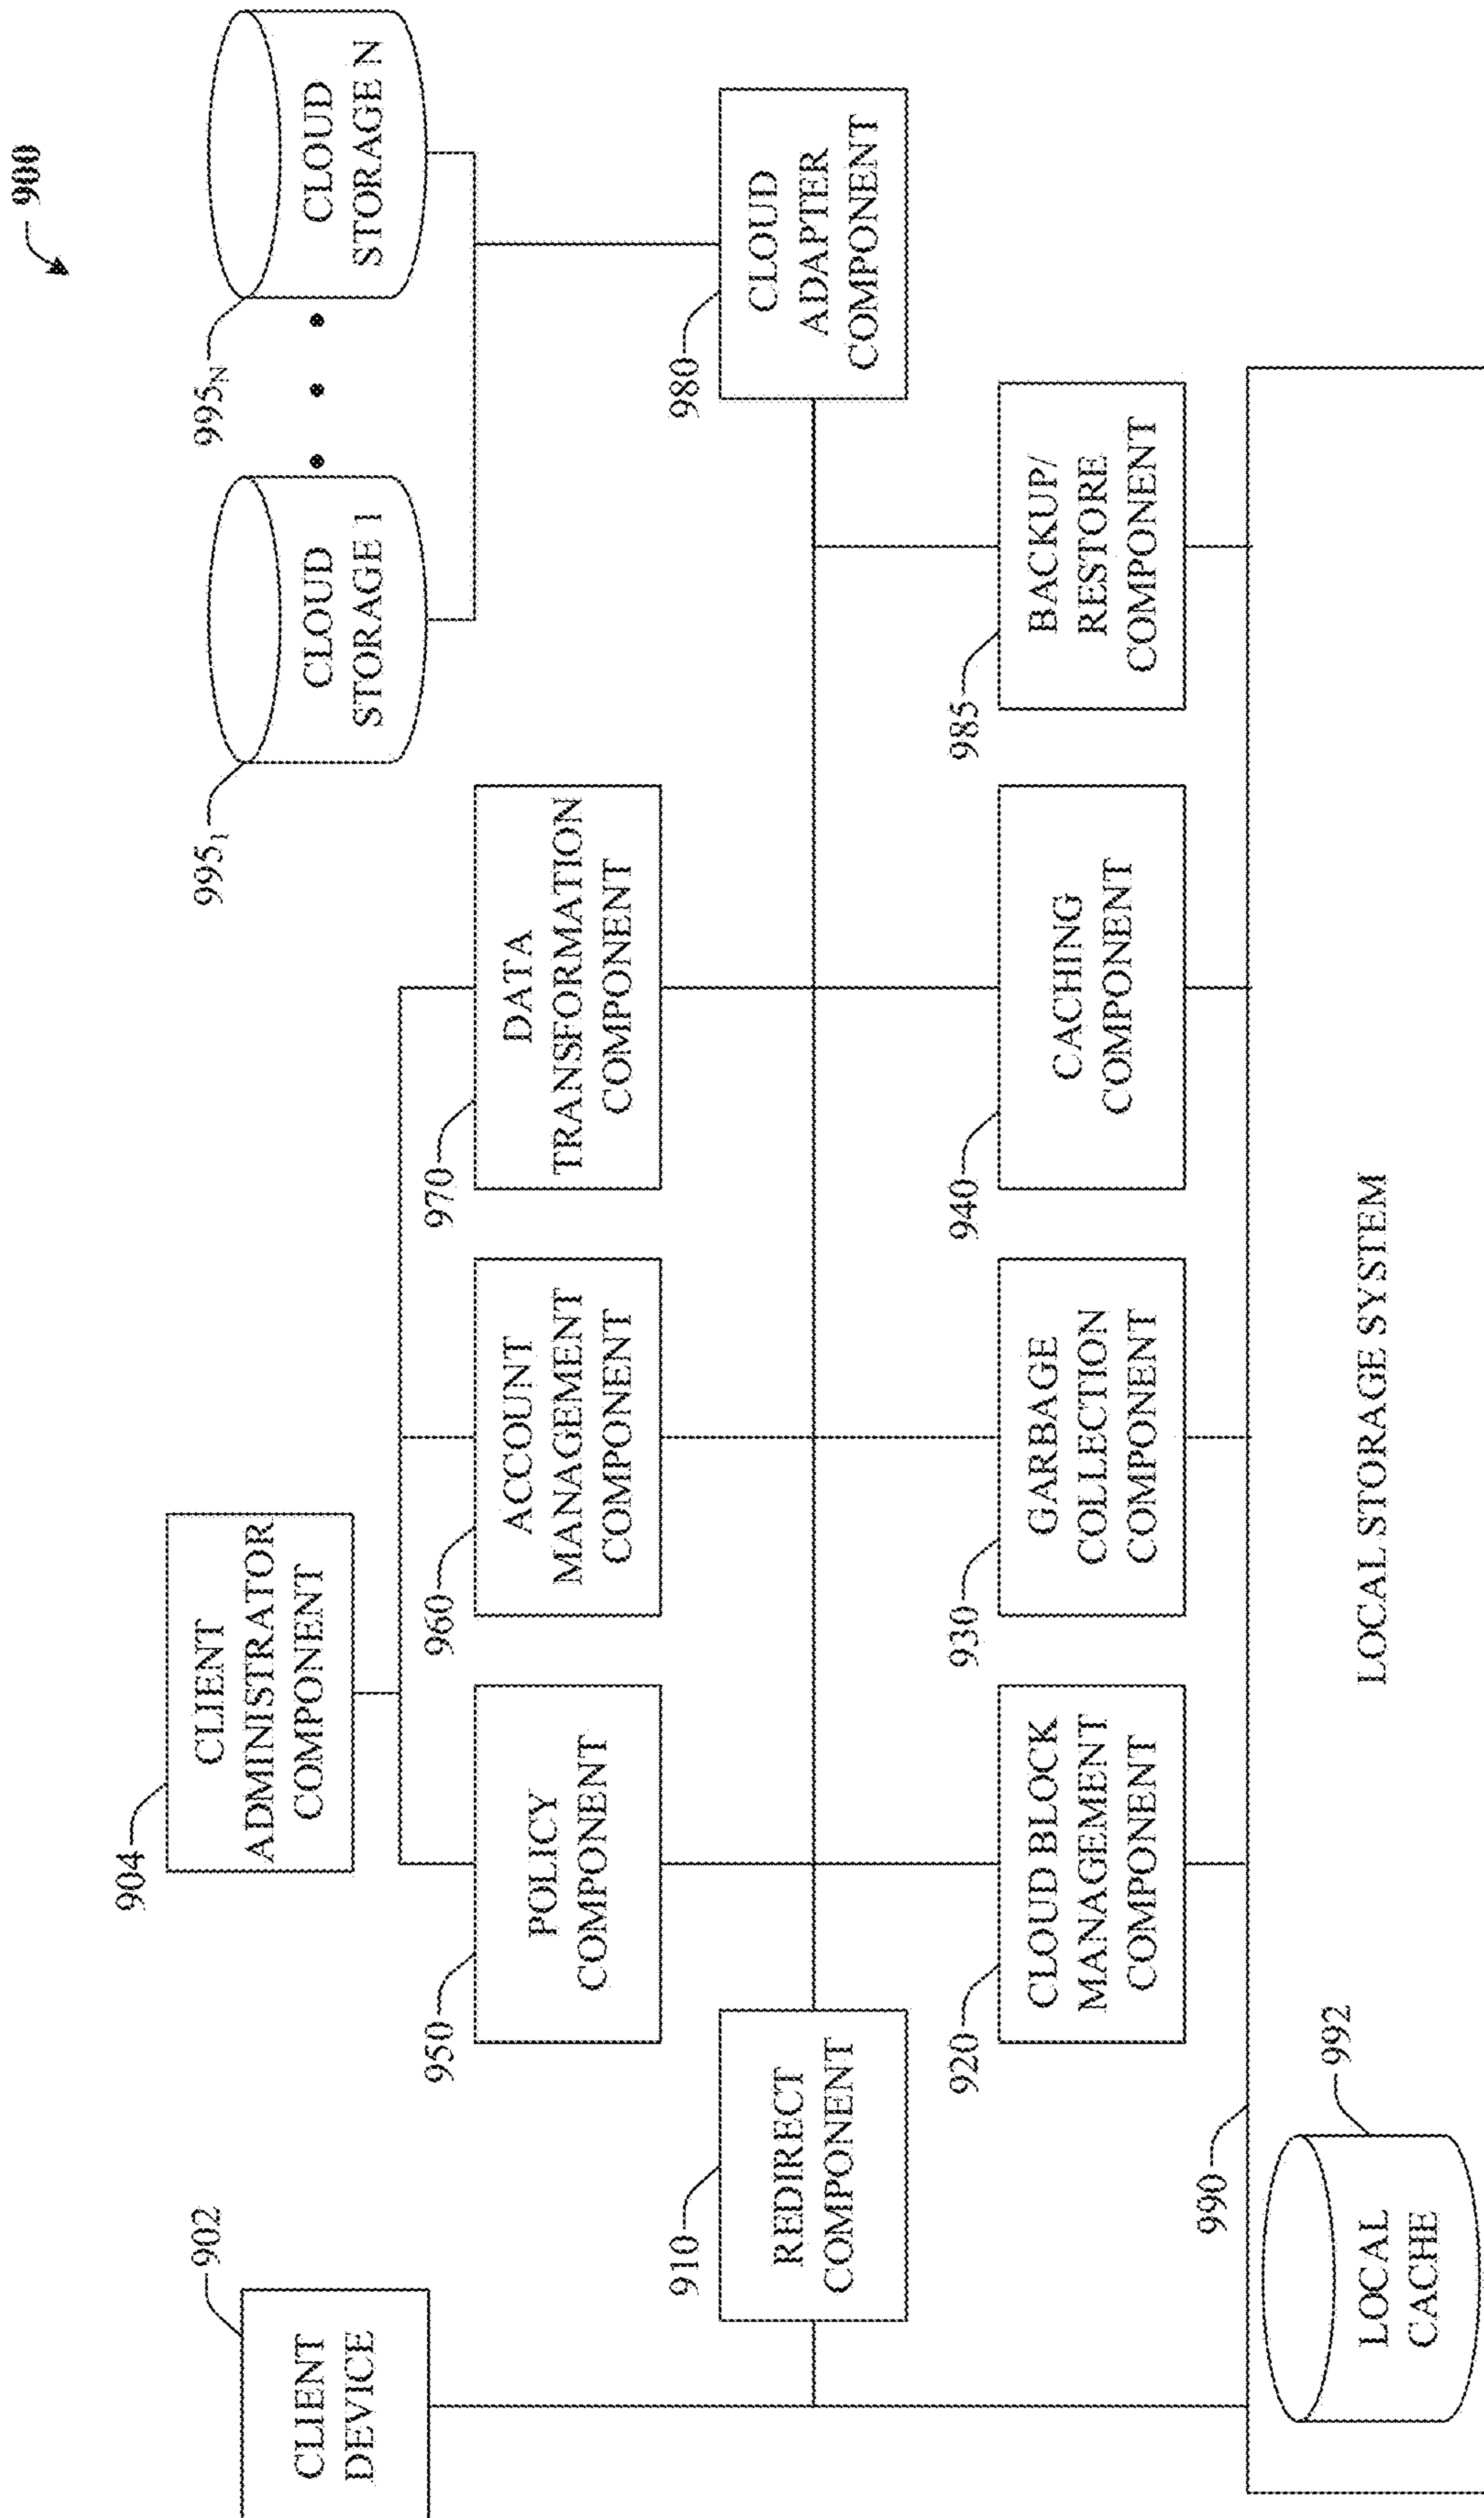 900
902
CLIENT
DEVICE
904
CLIENT
ADMINISTRATOR
COMPONENT
995₁
CLOUD
STORAGE 1
995N
CLOUD
STORAGE N
950
POLICY
COMPONENT
960
ACCOUNT
MANAGEMENT
COMPONENT
970
DATA
TRANSFORMATION
COMPONENT
910
REDIRECT
COMPONENT
980
CLOUD
ADAPTER
COMPONENT
920
CLOUD BLOCK
MANAGEMENT
COMPONENT
930
GARBAGE
COLLECTION
COMPONENT
940
CACHING
COMPONENT
985
BACKUP/
RESTORE
COMPONENT
990
992
LOCAL
CACHE
LOCAL STORAGE SYSTEM